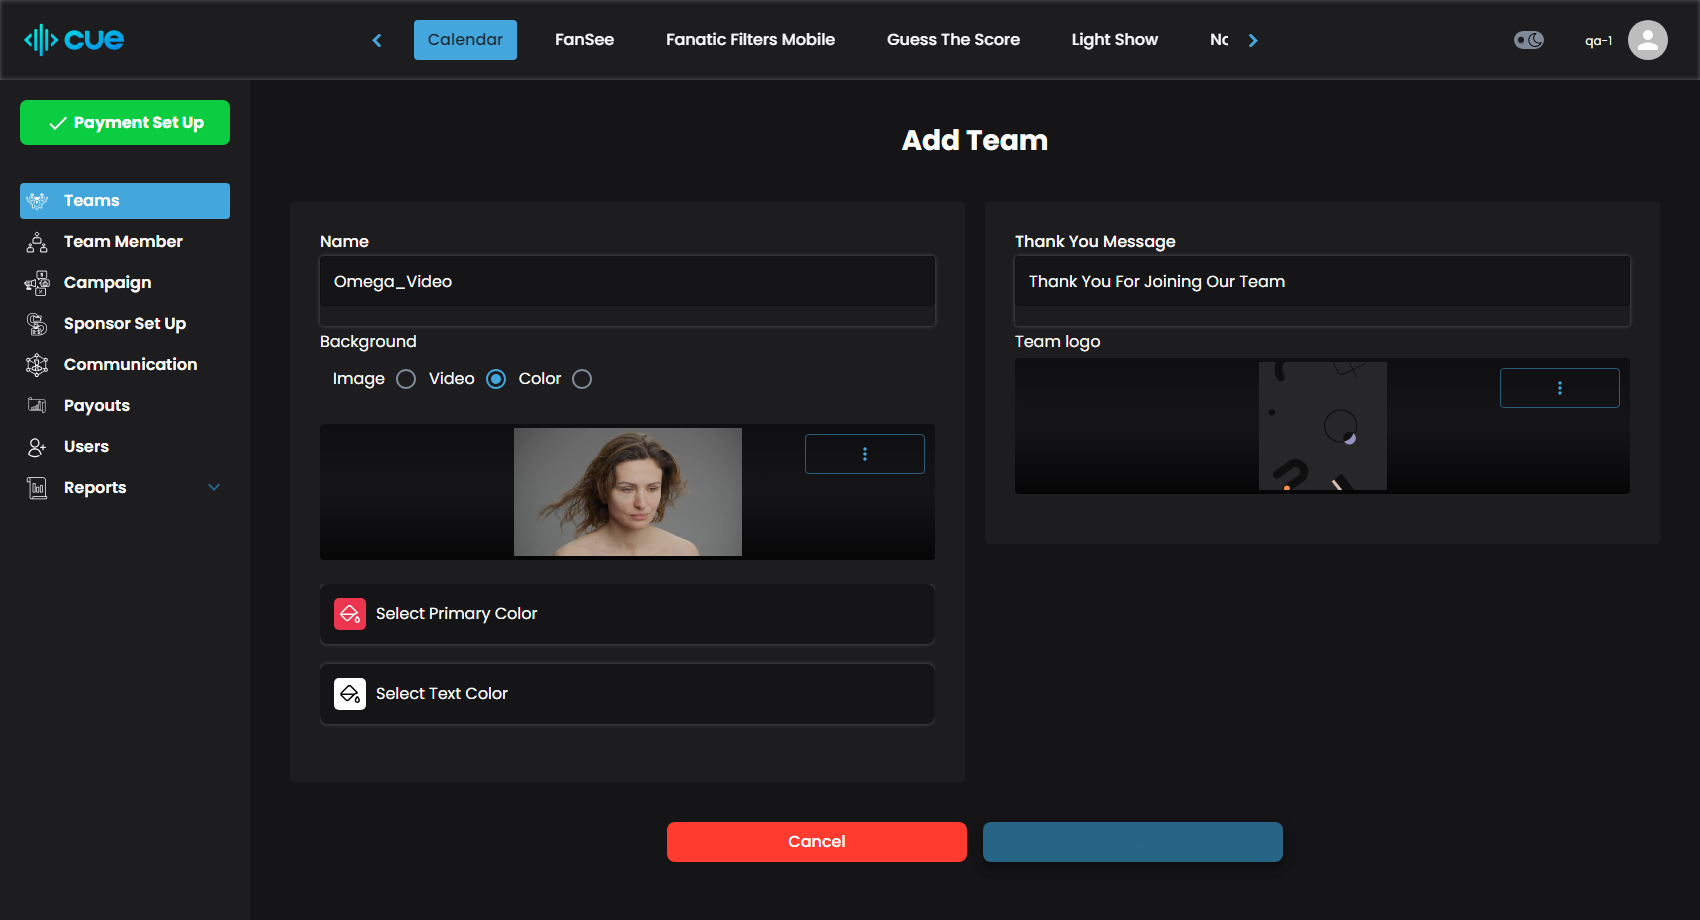 cue
Calendar
FanSee
Fanatic Filters Mobile
Guess The Score
Light Show
qa-1
Payment Set Up
Teams
Team Member
Campaign
Sponsor Set Up
Communication
Payouts
Users
Reports
Add Team
Name
Omega_Video
Background
Image
Video
Color
Select Primary Color
Select Text Color
Thank You Message
Thank You For Joining Our Team
Team logo
Cancel